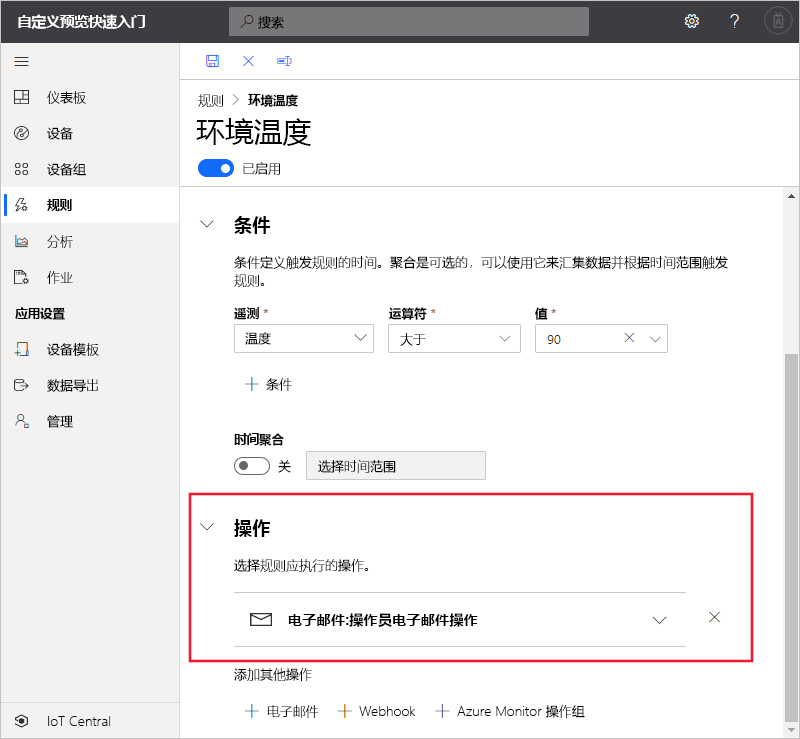 自定义预览快速入门
搜索
?
仪表板
设备
设备组
规则
分析
作业
应用设置
设备模板
数据导出
管理
IoT Central
规则 > 环境温度
环境温度
已启用
条件
条件定义触发规则的时间。聚合是可选的，可以使用它来汇集数据并根据时间范围触发
规则。
遥测 * 运算符 * 值 *
温度 大于 90
条件
时间聚合
关 选择时间范围
操作
选择规则应执行的操作。
电子邮件:操作员电子邮件操作
添加其他操作
电子邮件 Webhook Azure Monitor 操作组